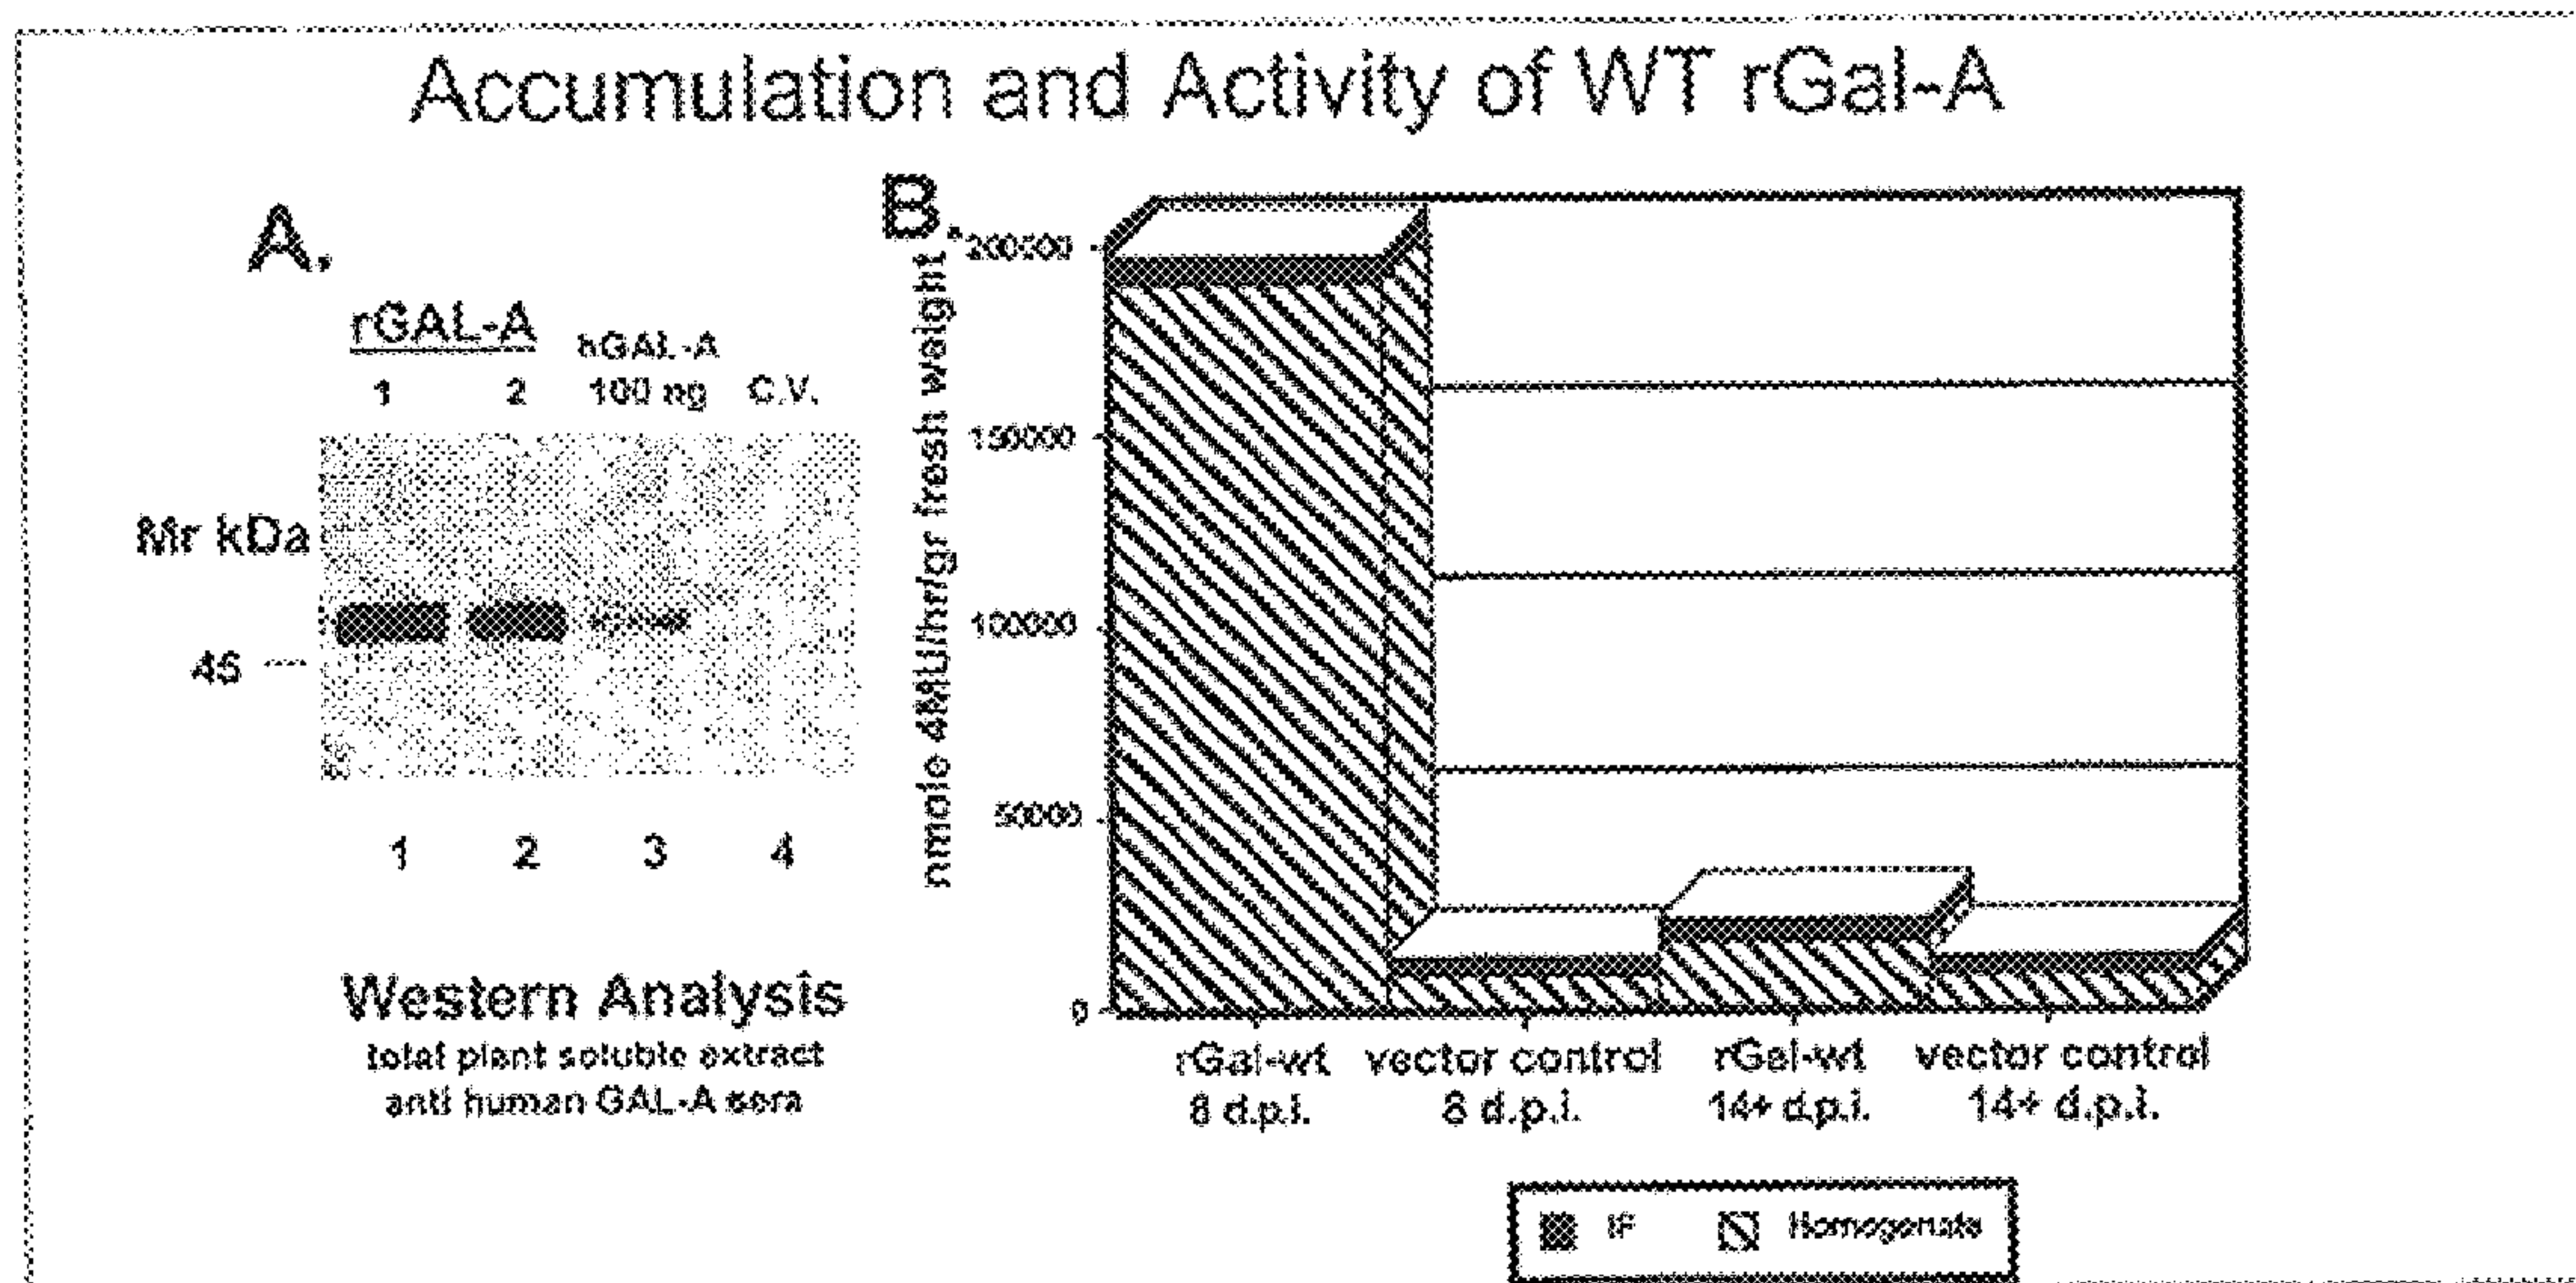 Accumulation and Activity of WT rGal-A
A.
rGAL-A
hGAL-A
1
2
100 ng
C.V.
Mr kDa
45
1
2
3
4
Western Analysis
total plant soluble extract
anti human GAL-A sera
B.
nmole 4MU/hr/gr fresh weight
200000
150000
100000
50000
0
rGal-wt
8 d.p.i.
vector control
8 d.p.i.
rGal-wt
14+ d.p.i.
vector control
14+ d.p.i.
IF
Homogenate